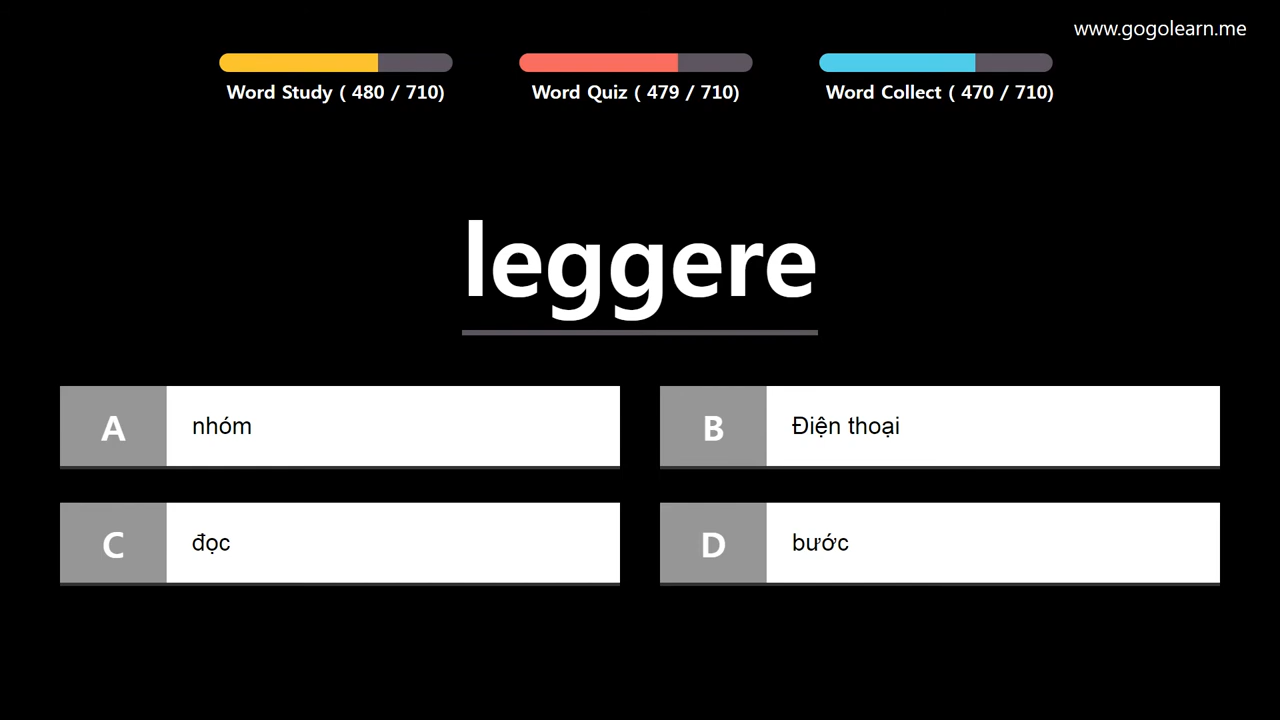 www.gogolearn.me
Word Study ( 480 / 710)
Word Quiz ( 479 / 710)
Word Collect ( 470 / 710)
leggere
A nhóm
B Điện thoại
C đọc
D bước